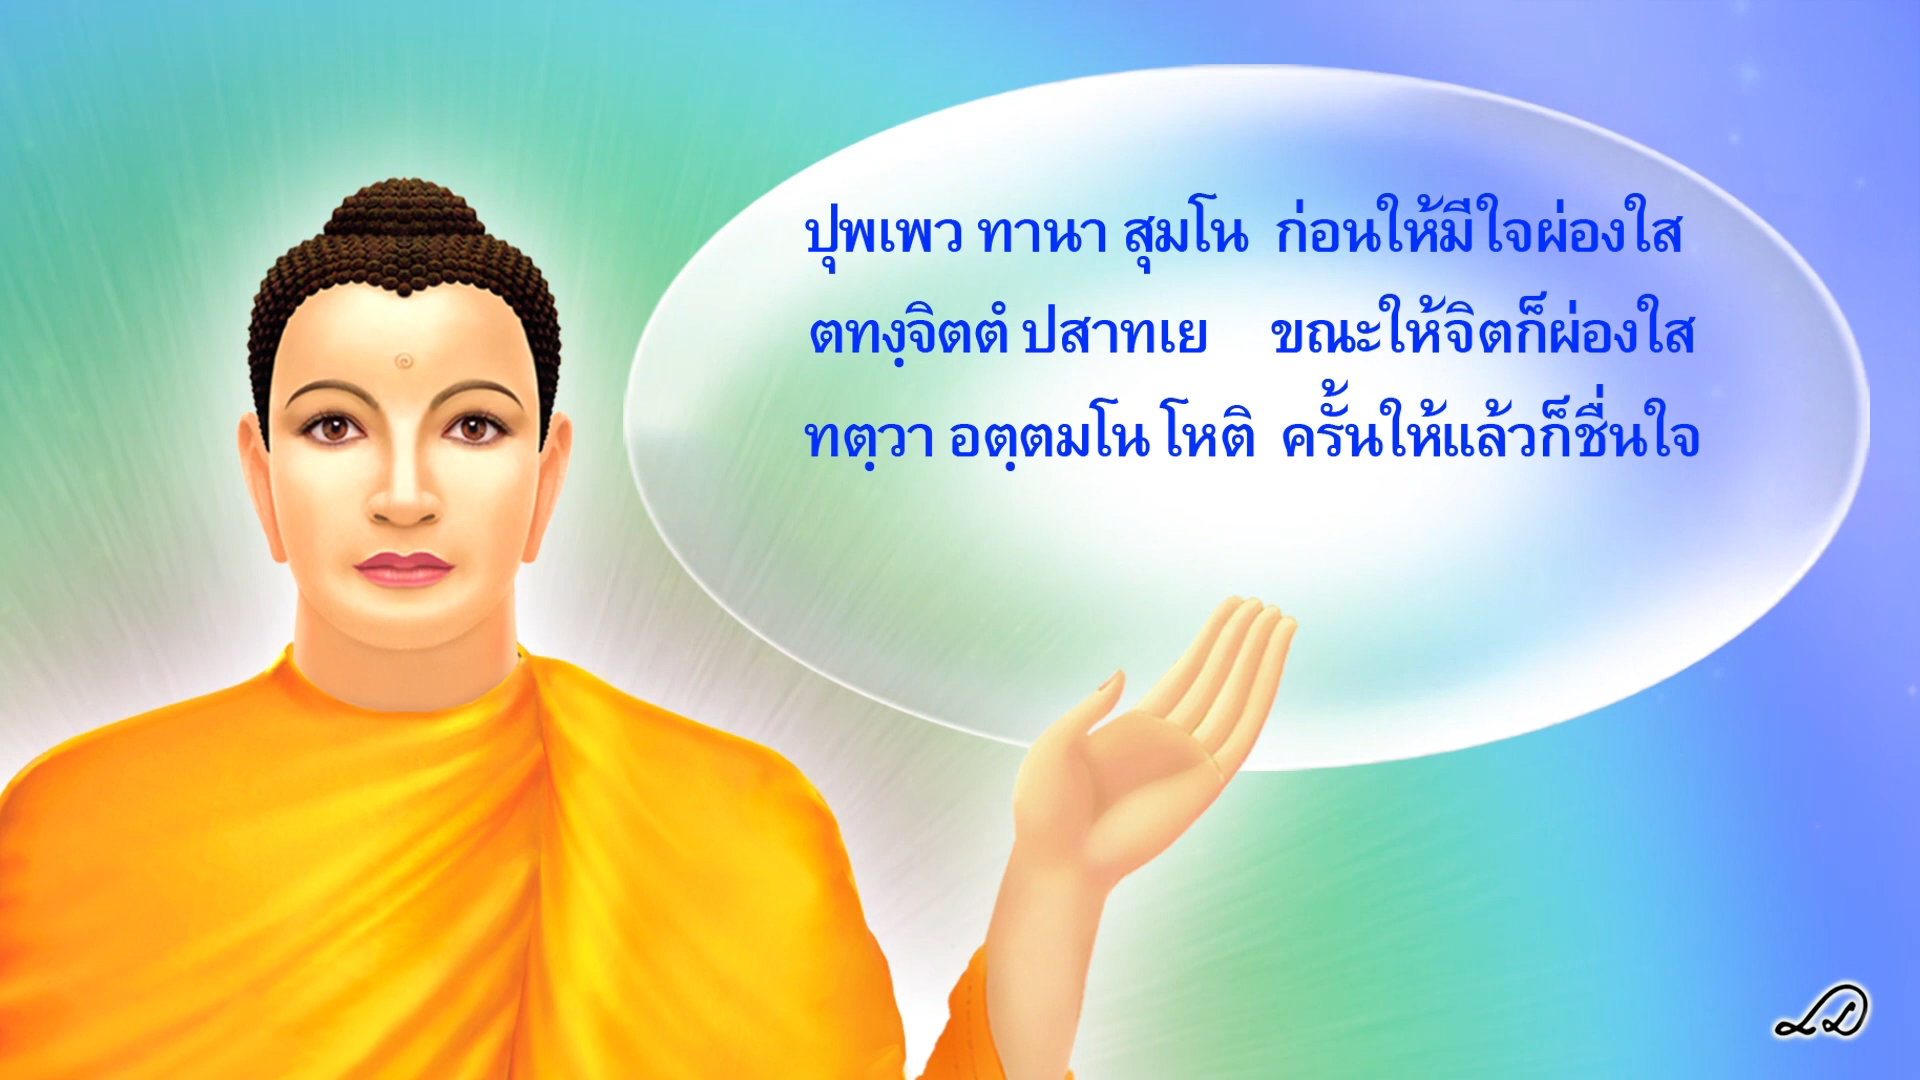 ปุพเพว ทานา สุมโน ก่อนให้มีใจผ่องใส
ตทงฺจิตตํ ปสาทเย ขณะให้จิตก็ผ่องใส
ทตฺวา อตฺตมโน โหติ ครั้นให้แล้วก็ชื่นใจ